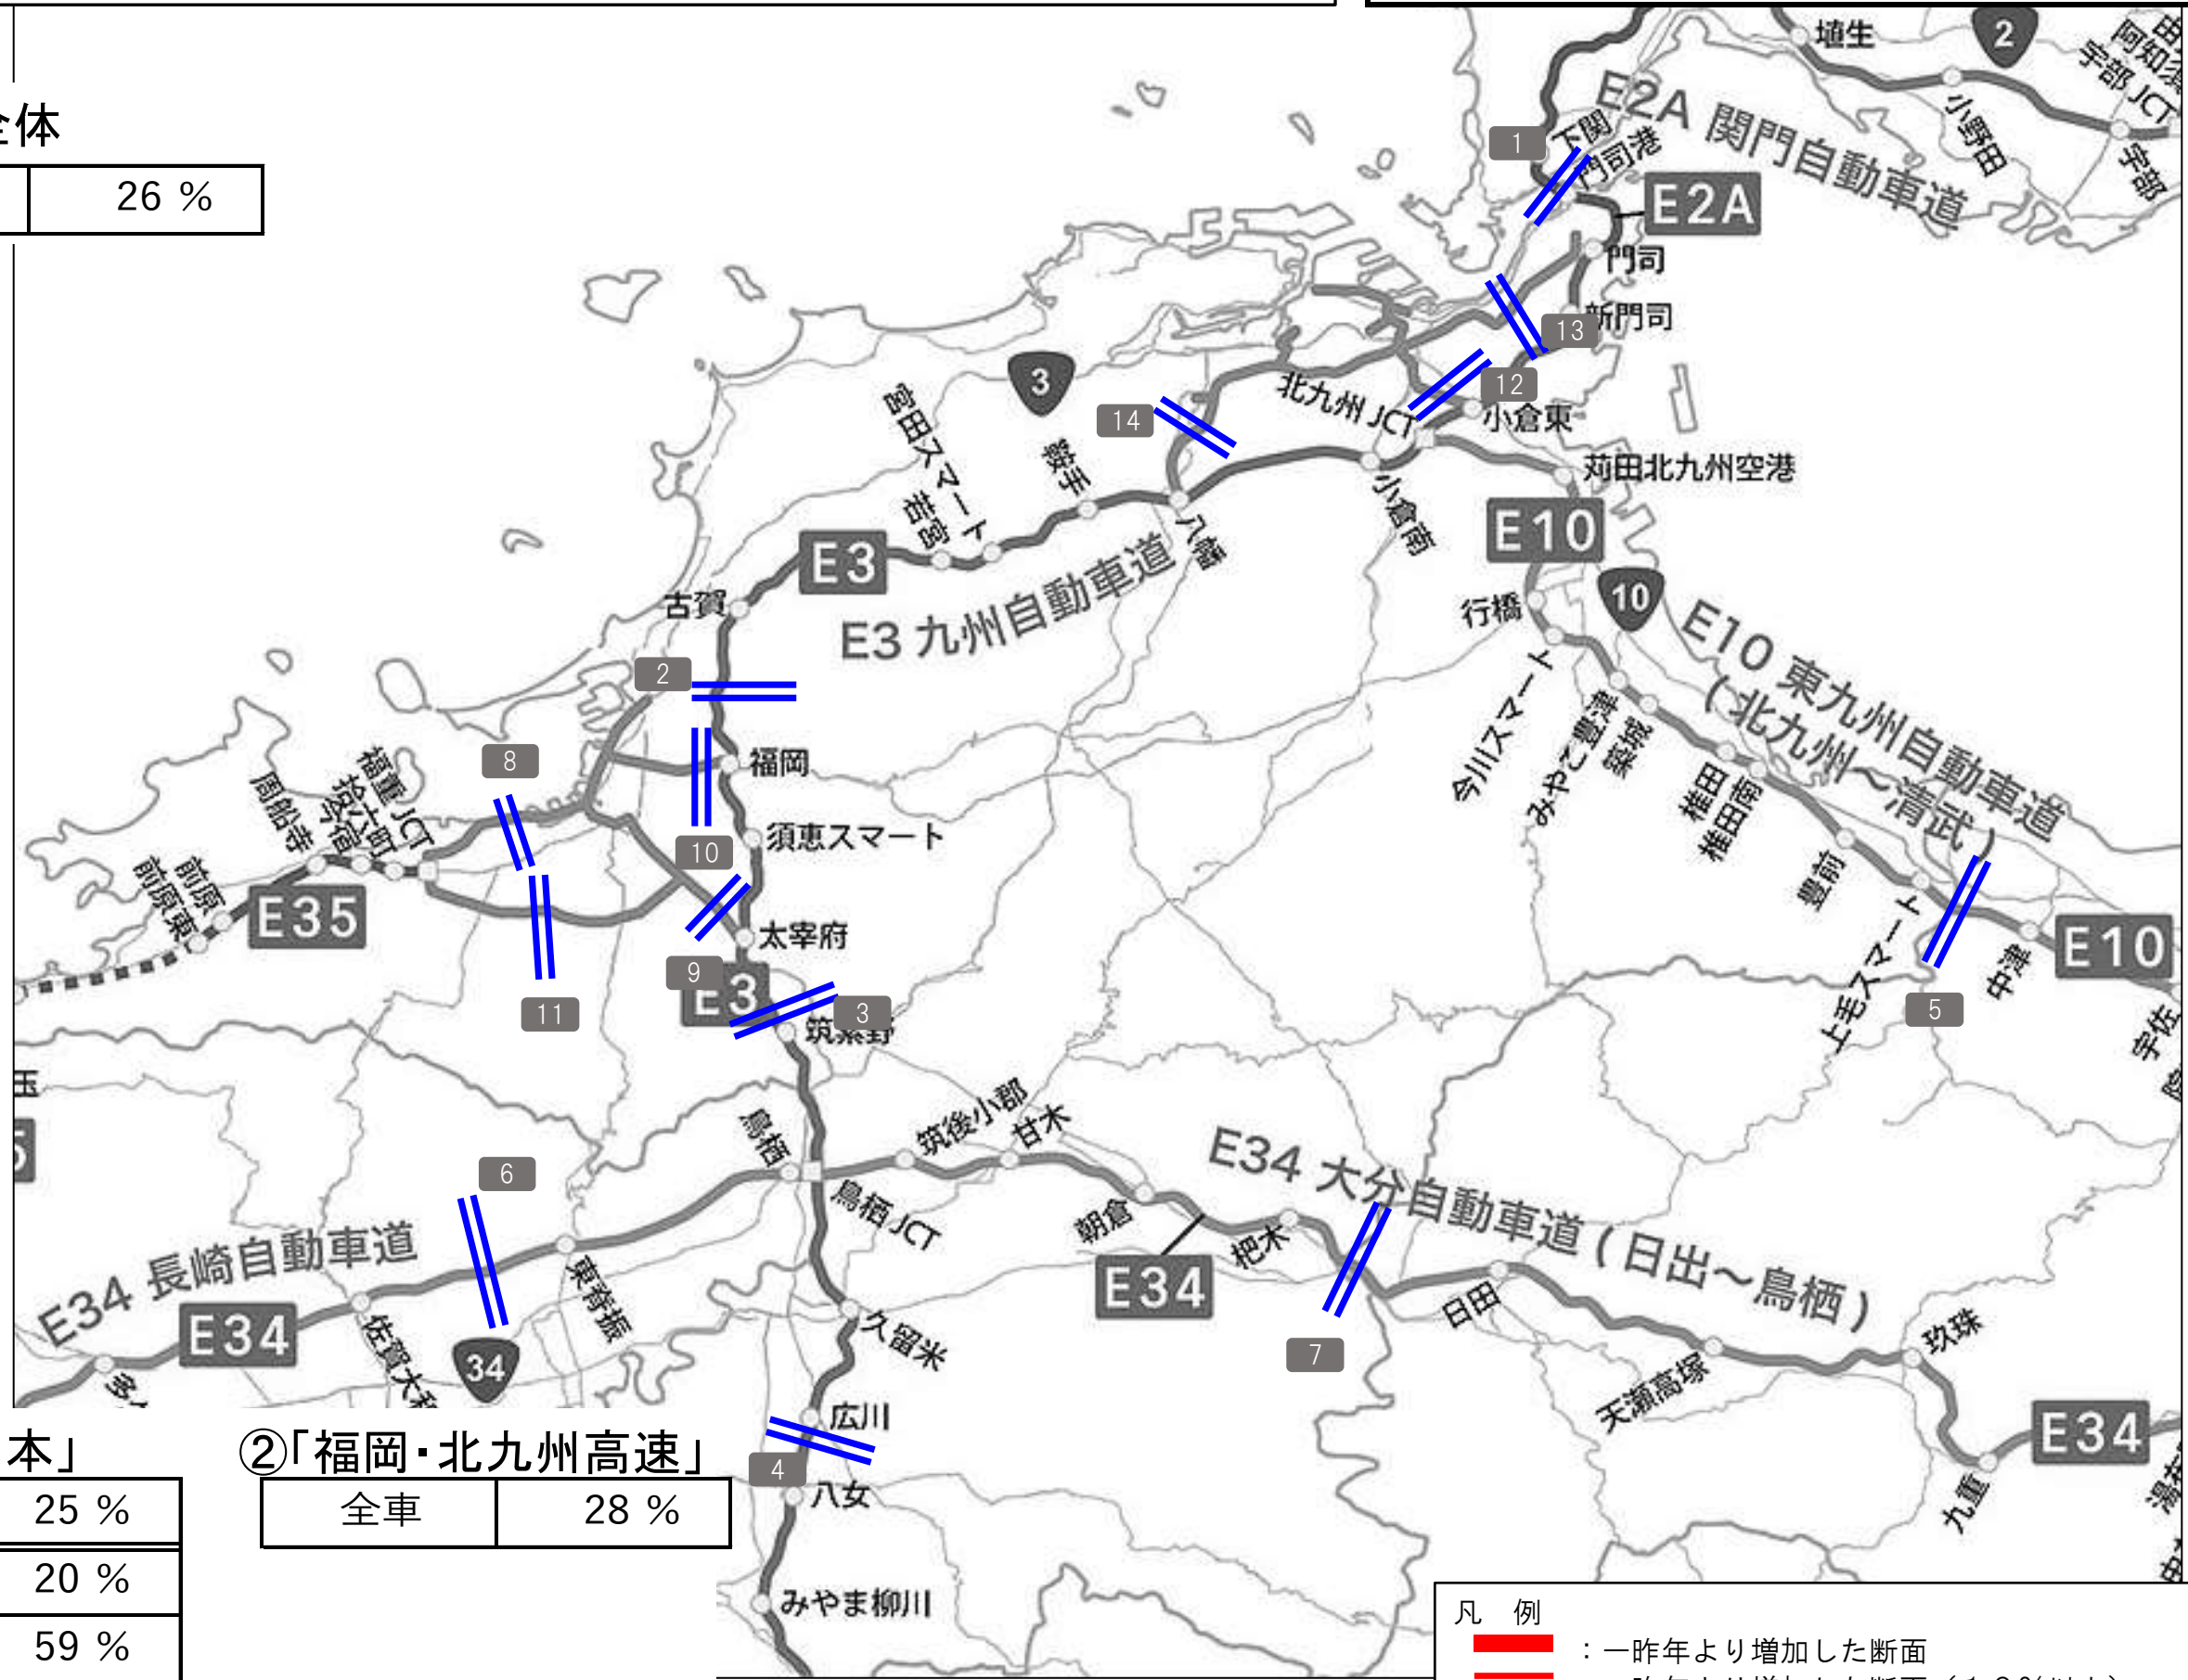 全体
26 %
1
下関
門司港
E2A 関門自動車道
E2A
門司
新門司
13
12
小倉東
北九州 JCT
14
3
埴生
2
小野田
宇部 JCT
宇部
苅田北九州空港
小倉南
八幡
鞍手
宮田スマート
若宮
E3
E3 九州自動車道
古賀
2
福岡
須恵スマート
10
太宰府
9
E3
3
筑紫野
8
福重 JCT
拾六町
今宿
周船寺
前原
前原東
E35
11
E10
10
行橋
今川スマート
みやこ豊津
築城
椎田
椎田南
豊前
上毛スマート
中津
宇佐
E10 東九州自動車道
(北九州～清武)
E10
5
6
鳥栖
鳥栖 JCT
筑後小郡
甘木
朝倉
杷木
E34
E34 大分自動車道(日出～鳥栖)
7
日田
天瀬高塚
玖珠
九重
E34
E34 長崎自動車道
E34
佐賀大和
34
東脊振
久留米
広川
4
八女
みやま柳川
本」
25 %
20 %
59 %
②「福岡・北九州高速」
全車
28 %
凡 例
：一昨年より増加した断面